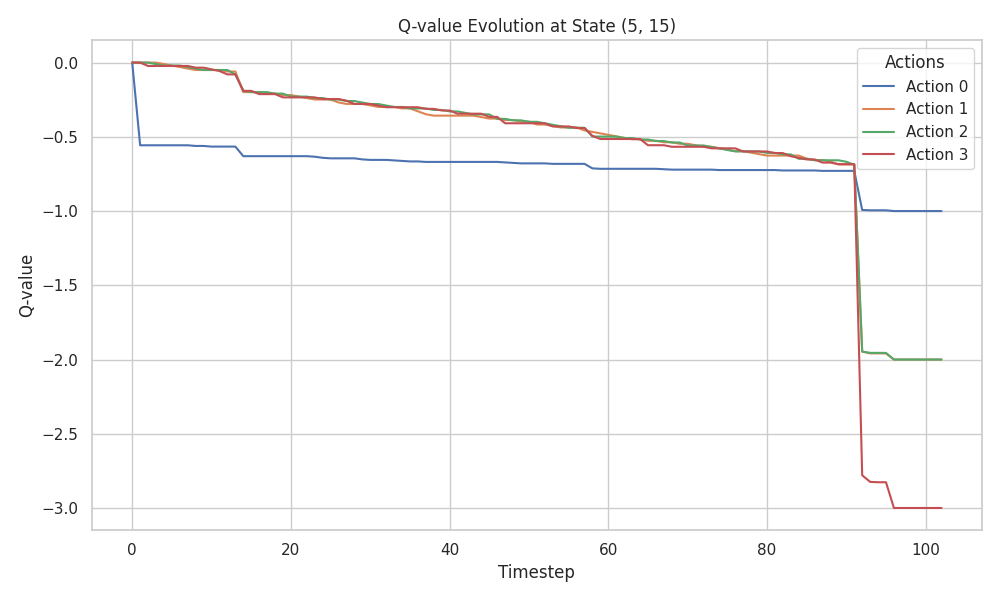 Q-value Evolution at State (5, 15)
Actions
Action 0
Action 1
Action 2
Action 3
Q-value
0.0
−0.5
−1.0
−1.5
−2.0
−2.5
−3.0
0 20 40 60 80 100
Timestep